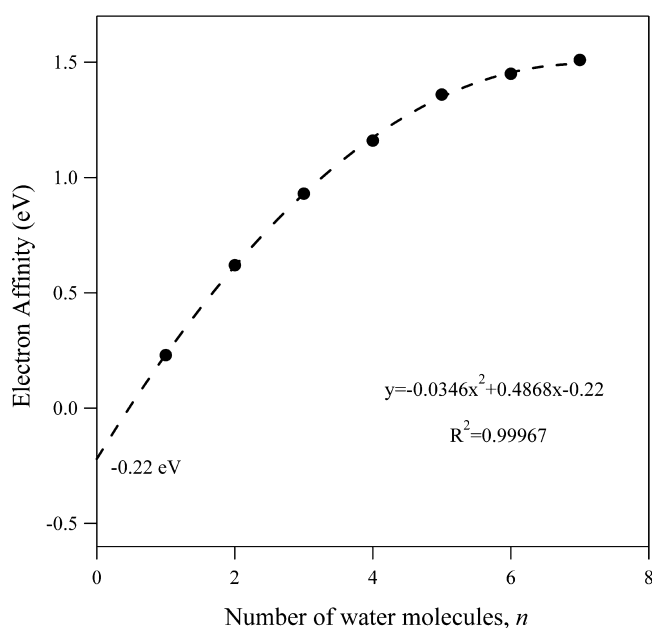 1.5
1.0
Electron Affinity (eV)
0.5
y=-0.0346x²+0.4868x-0.22
0.0
R²=0.99967
-0.22 eV
-0.5
0 2 4 6 8
Number of water molecules, n